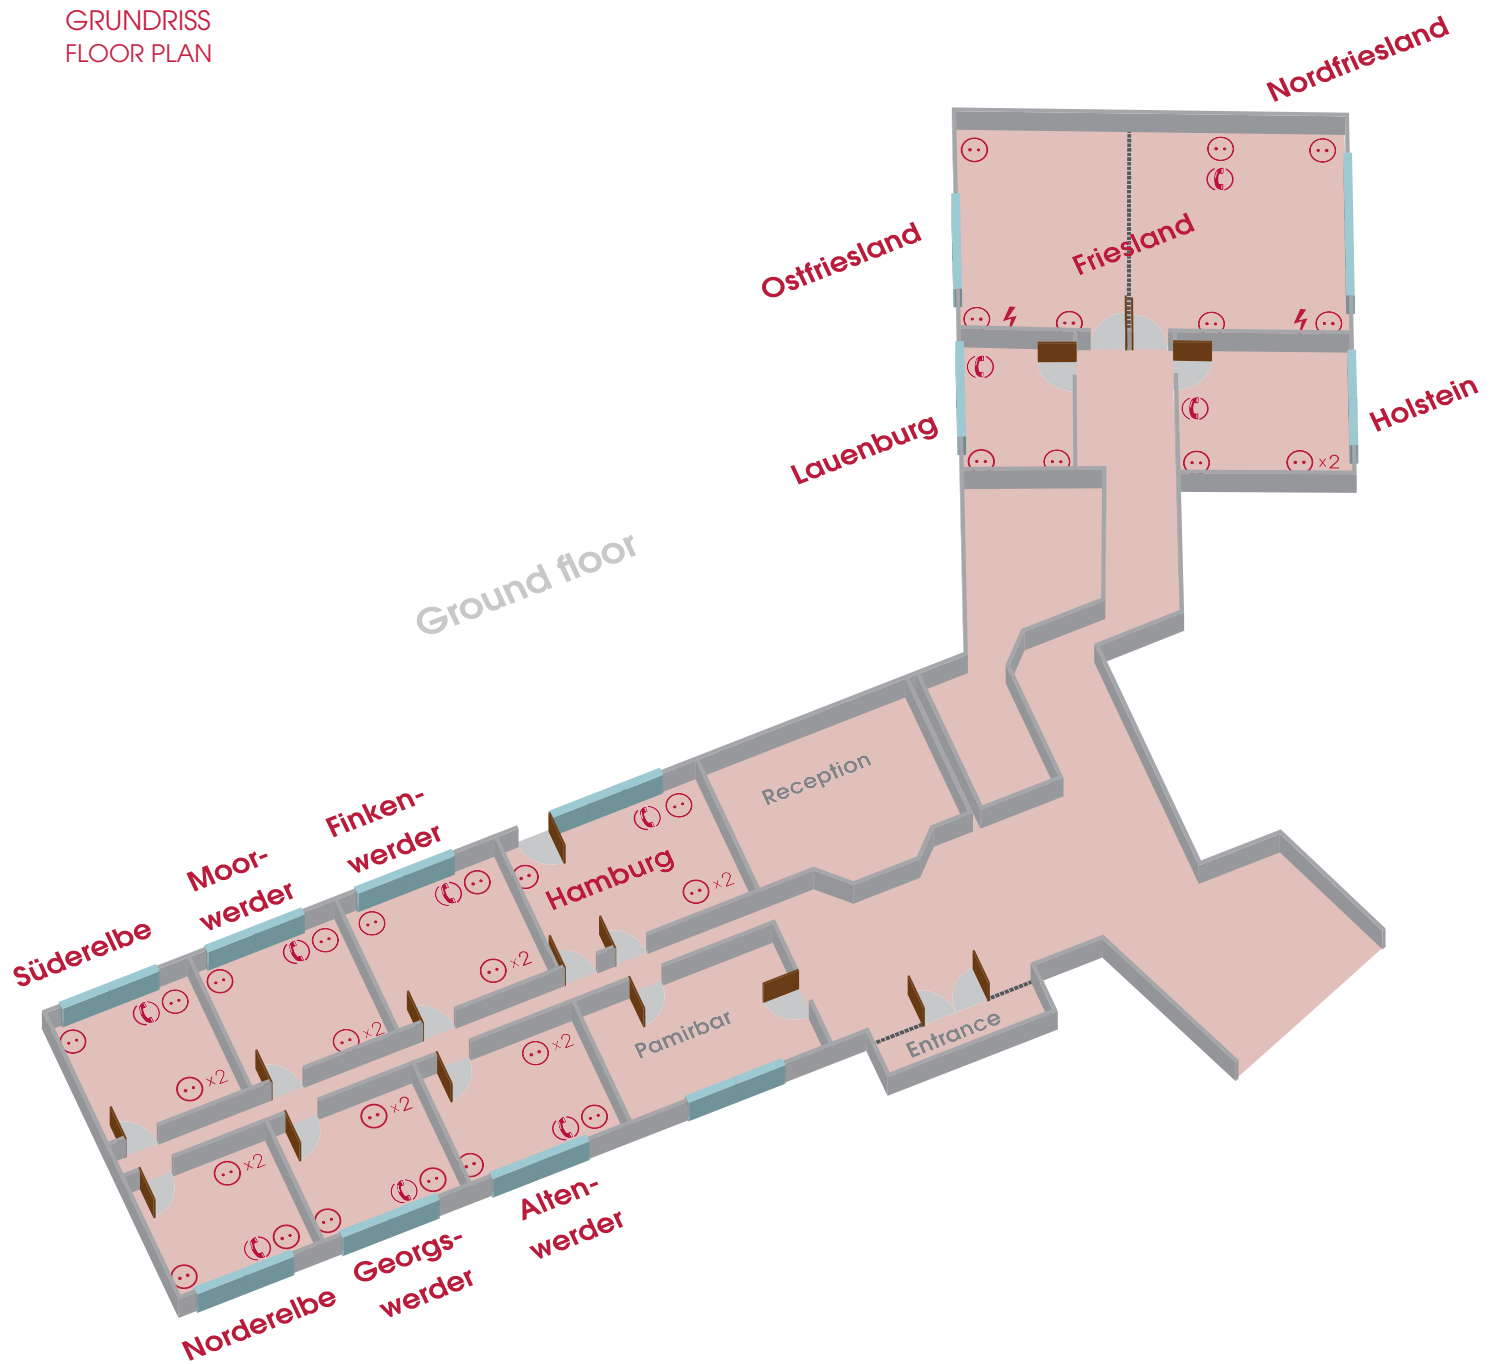 GRUNDRISS
FLOOR PLAN
Nordfriesland
Ostfriesland
Friesland
Lauenburg
Holstein
x2
Ground floor
Reception
Finken-
werder
Moor-
werder
Süderelbe
Hamburg
x2
x2
x2
x2
Pamirbar
Entrance
x2
x2
x2
Alten-
werder
Georgs-
werder
Norderelbe